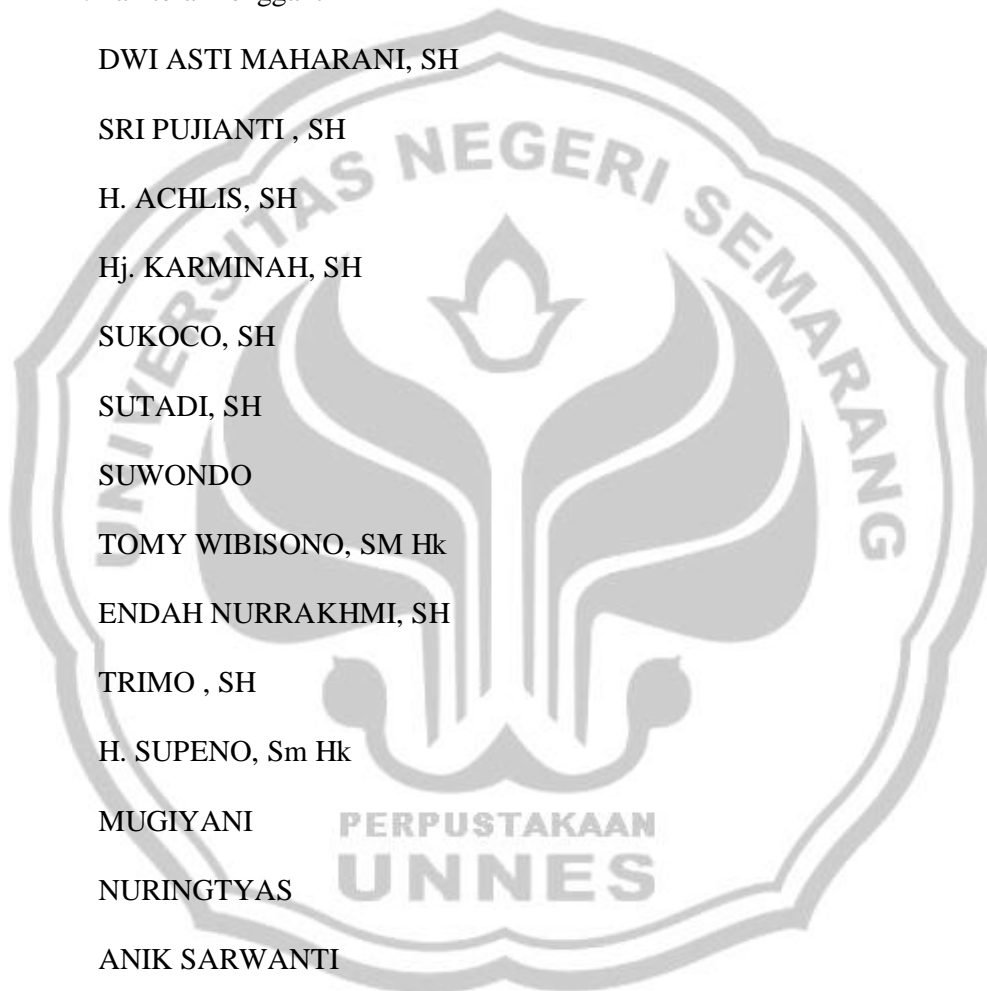 DWI ASTI MAHARANI, SH
SRI PUJIANTI , SH
H. ACHLIS, SH
Hj. KARMINAH, SH
SUKOCO, SH
SUTADI, SH
SUWONDO
TOMY WIBISONO, SM Hk
ENDAH NURRAKHMI, SH
TRIMO , SH
H. SUPENO, Sm Hk
MUGIYANI
NURINGTYAS
ANIK SARWANTI
UNIVERSITAS NEGERI SEMARANG
PERPUSTAKAAN
UNNES